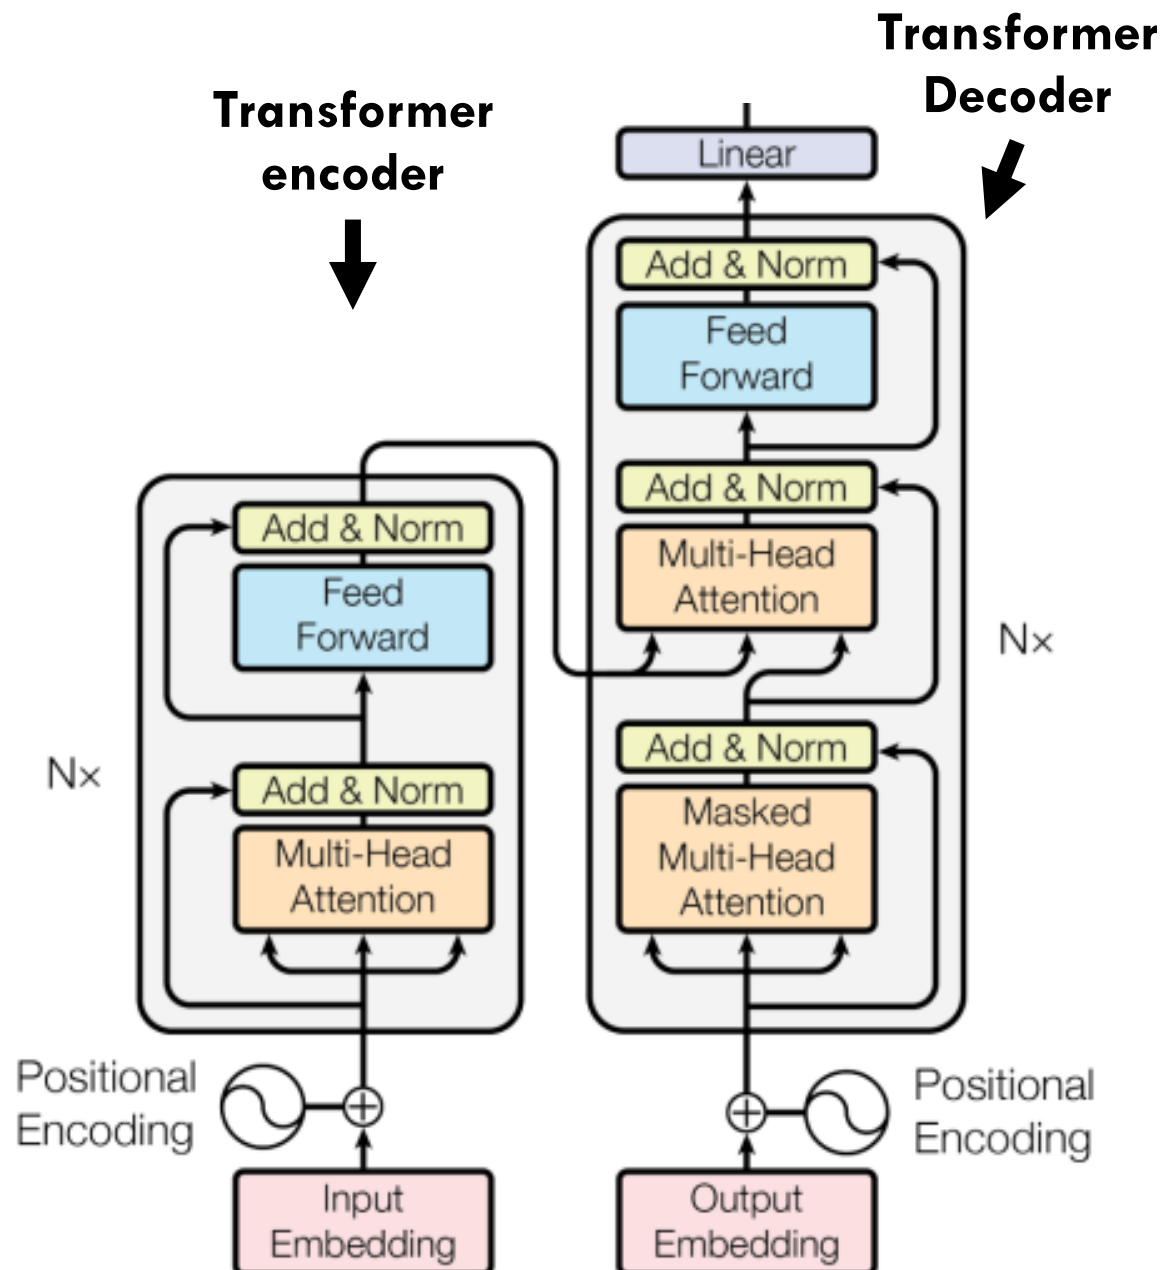 Transformer
encoder
Transformer
Decoder
Linear
Add & Norm
Feed
Forward
Add & Norm
Multi-Head
Attention
Nx
Add & Norm
Masked
Multi-Head
Attention
Add & Norm
Feed
Forward
Nx
Add & Norm
Multi-Head
Attention
Positional
Encoding
Positional
Encoding
Input
Embedding
Output
Embedding